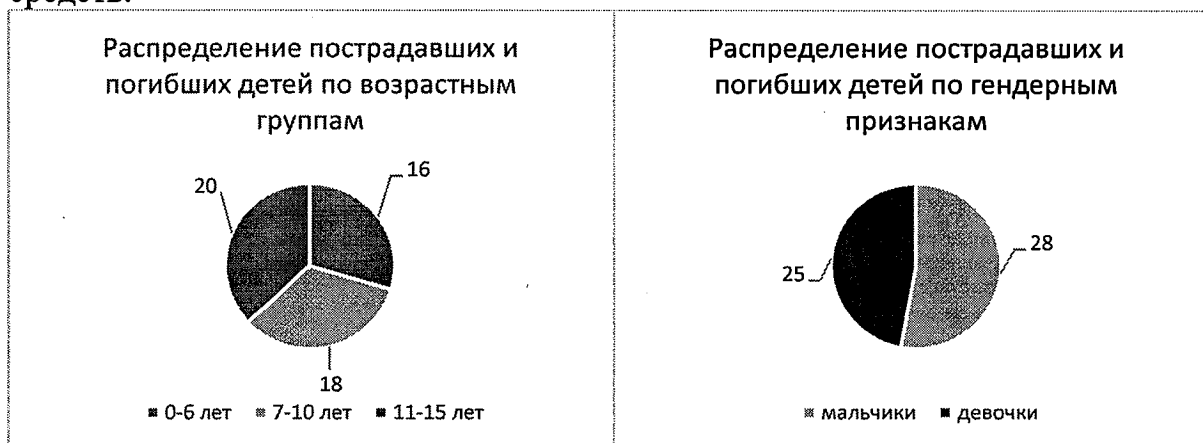 Распределение пострадавших и
погибших детей по возрастным
группам
20
16
18
0-6 лет 7-10 лет 11-15 лет
Распределение пострадавших и
погибших детей по гендерным
признакам
25
28
мальчики девочки